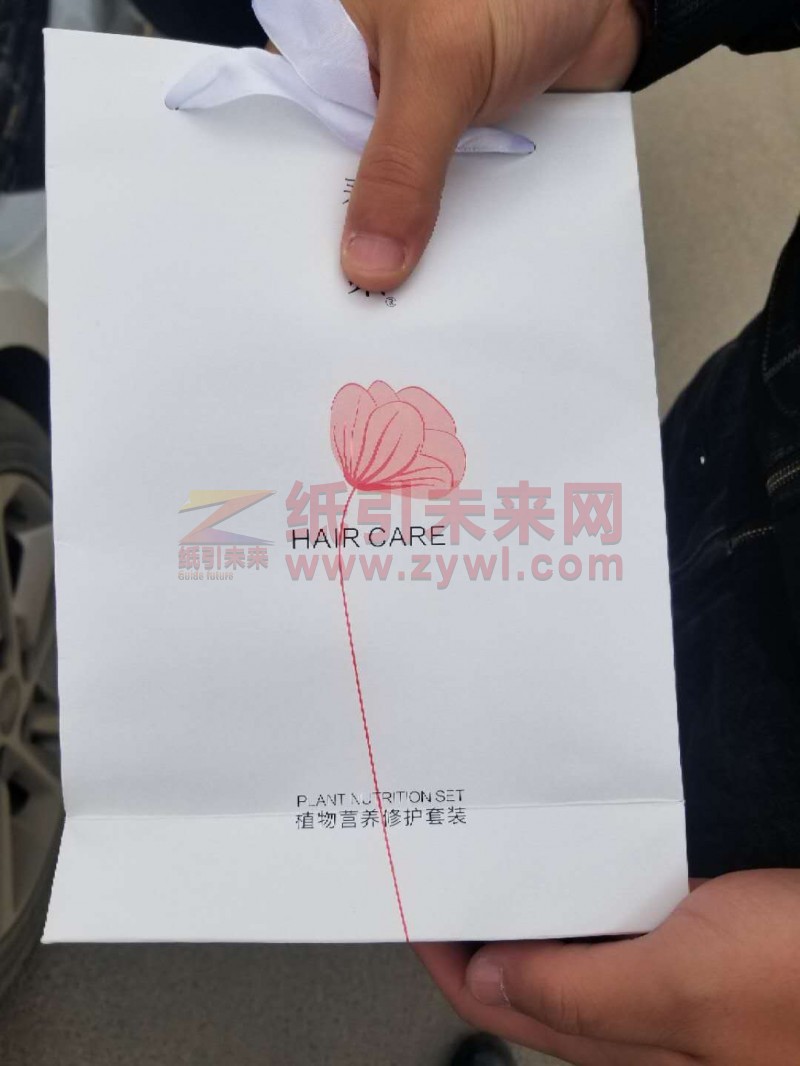 HAIR CARE
纸引未来网
www.zywl.com
纸引未来
Guide future
PLANT NUTRITION SET
植物营养修护套装